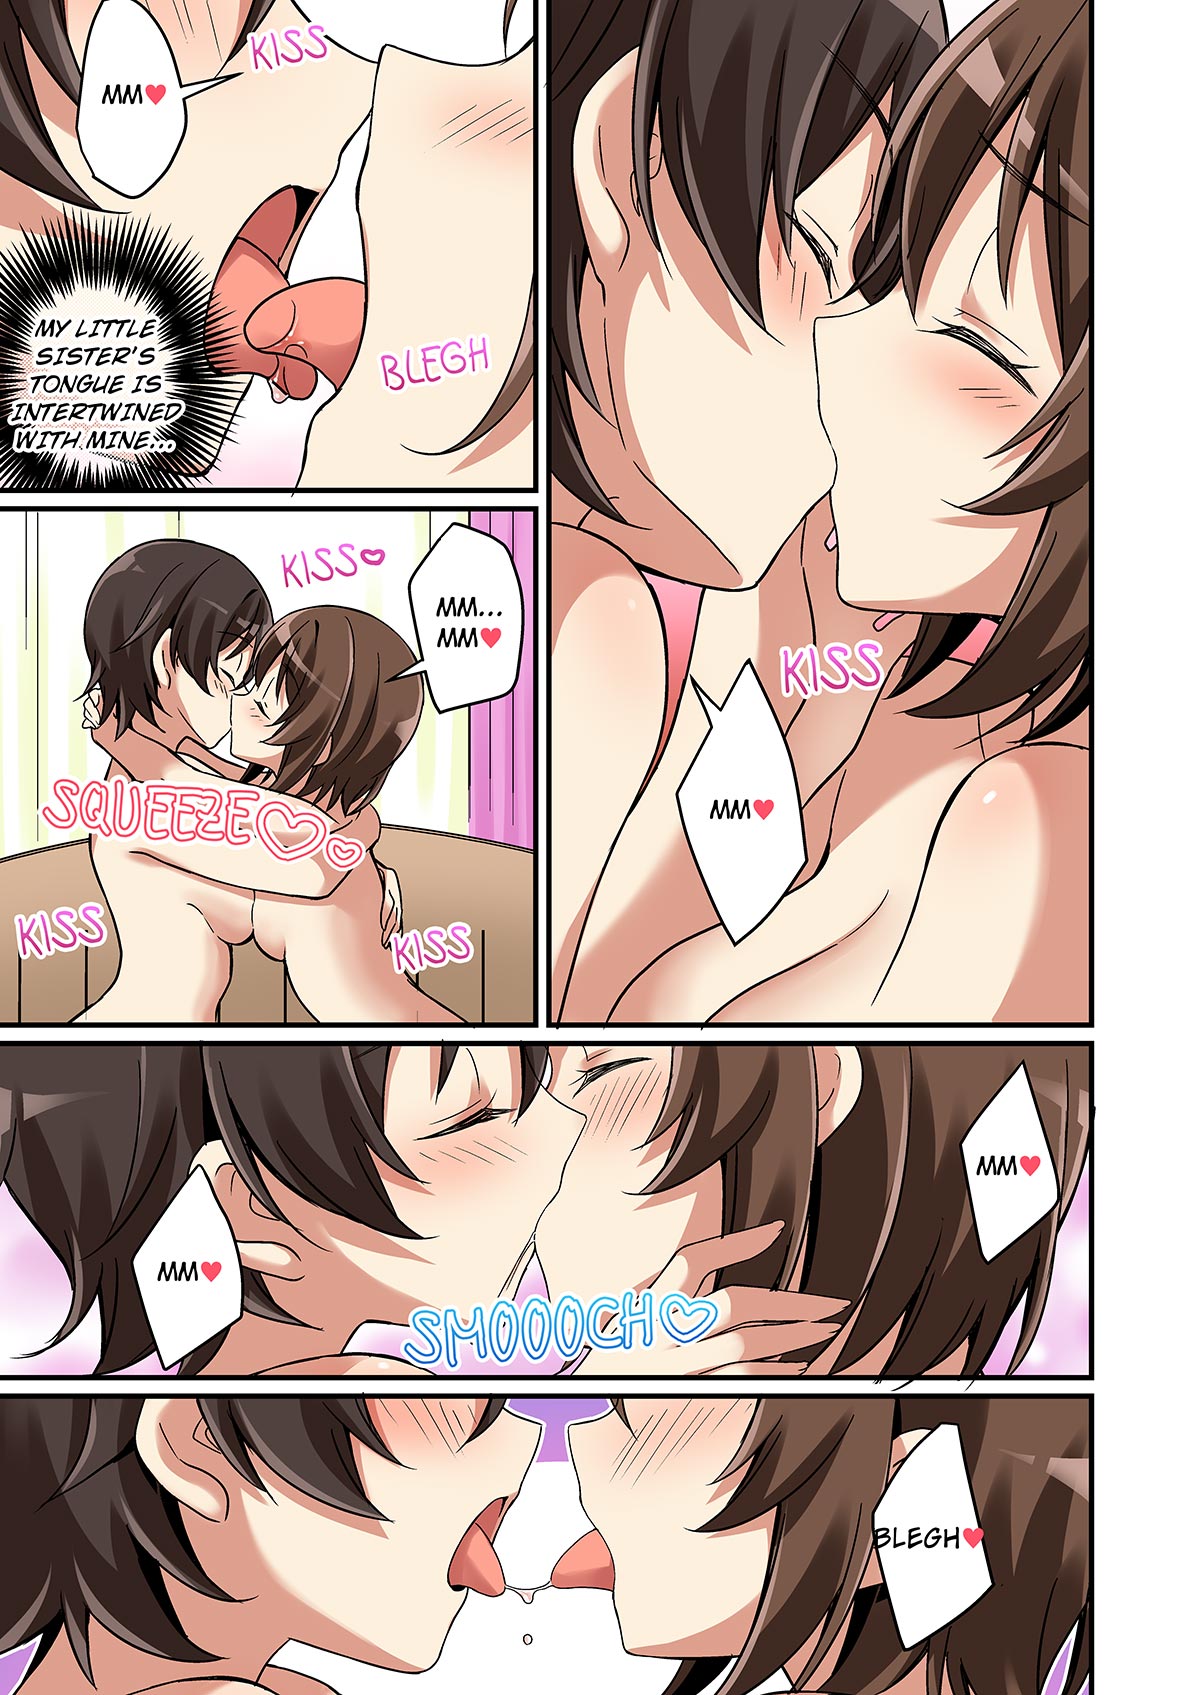 MM♥
KISS
KISS
MM♥
MY LITTLE
SISTER'S
TONGUE IS
INTERTWINED
WITH MINE...
BLEGH
KISS♡
MM...
MM♥
SQUEEZE♡♡
KISS
KISS
MM♥
MM♥
SMOOOCH♡
BLEGH♥